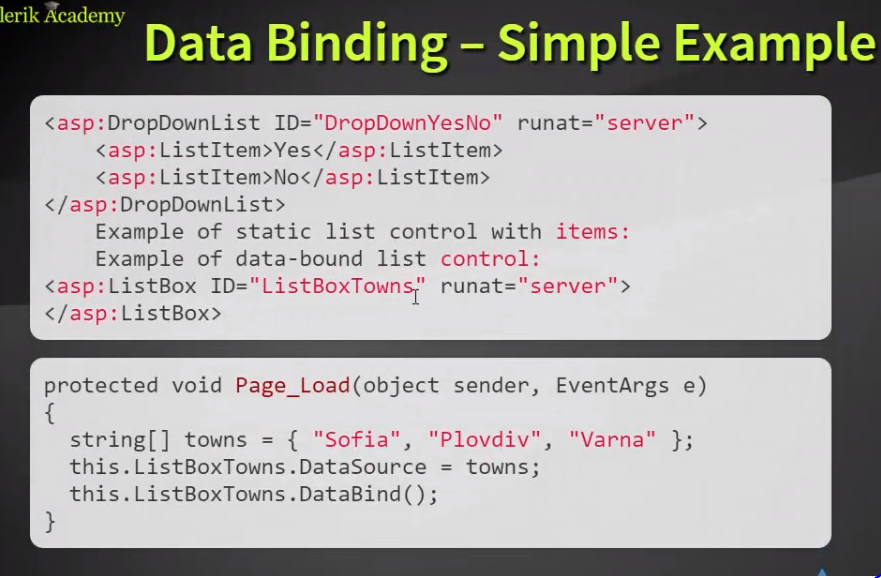 lerik Academy
Data Binding – Simple Example
<asp:DropDownList ID="DropDownYesNo" runat="server">
    <asp:ListItem>Yes</asp:ListItem>
    <asp:ListItem>No</asp:ListItem>
</asp:DropDownList>
    Example of static list control with items:
    Example of data-bound list control:
<asp:ListBox ID="ListBoxTowns" runat="server">
</asp:ListBox>
protected void Page_Load(object sender, EventArgs e)
{
  string[] towns = { "Sofia", "Plovdiv", "Varna" };
  this.ListBoxTowns.DataSource = towns;
  this.ListBoxTowns.DataBind();
}